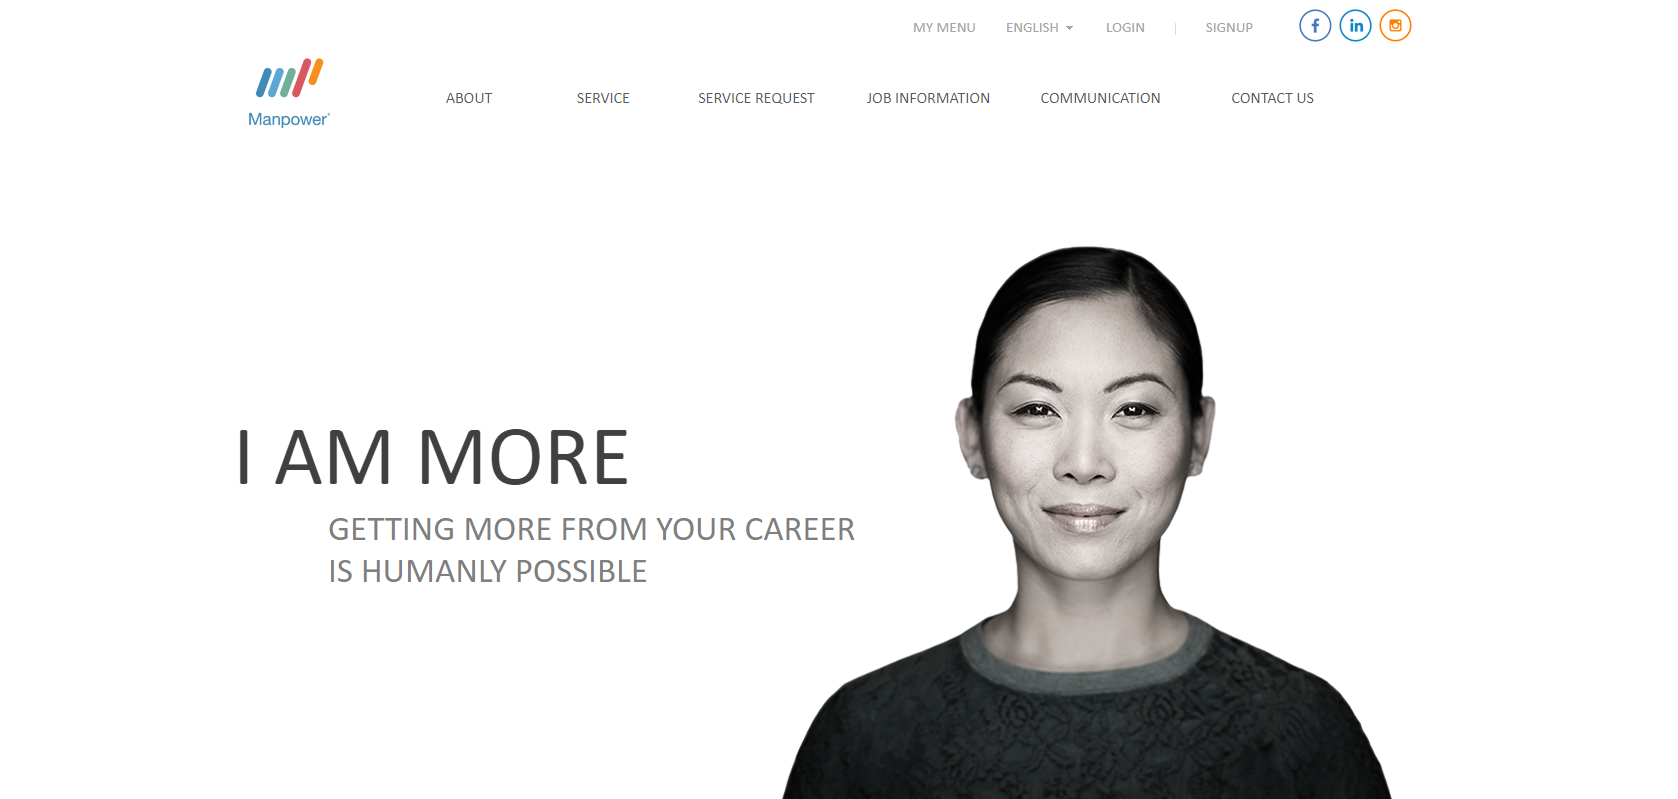 MY MENU ENGLISH LOGIN | SIGNUP
Manpower
ABOUT SERVICE SERVICE REQUEST JOB INFORMATION COMMUNICATION CONTACT US
I AM MORE
GETTING MORE FROM YOUR CAREER
IS HUMANLY POSSIBLE